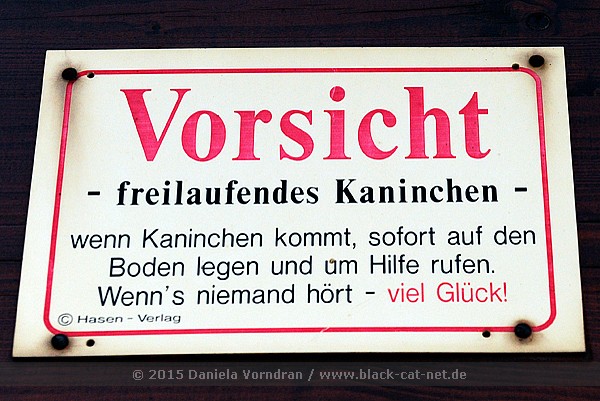 Vorsicht
- freilaufendes Kaninchen -
wenn Kaninchen kommt, sofort auf den
Boden legen und um Hilfe rufen.
Wenn's niemand hört - viel Glück!
© Hasen - Verlag
© 2015 Daniela Vorndran / www.black-cat-net.de